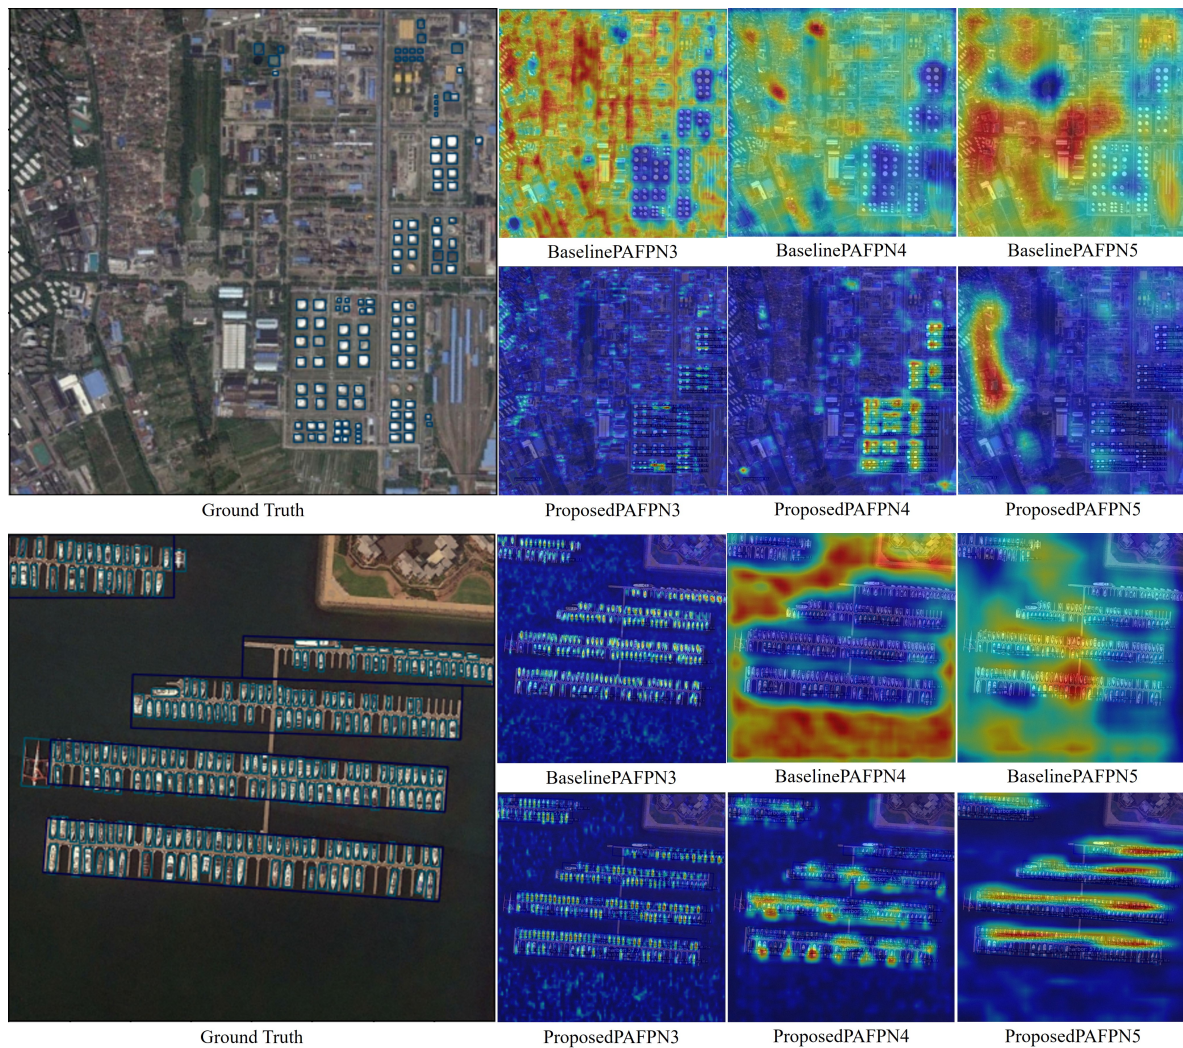 BaselinePAFPN3
BaselinePAFPN4
BaselinePAFPN5
Ground Truth
ProposedPAFPN3
ProposedPAFPN4
ProposedPAFPN5
BaselinePAFPN3
BaselinePAFPN4
BaselinePAFPN5
Ground Truth
ProposedPAFPN3
ProposedPAFPN4
ProposedPAFPN5